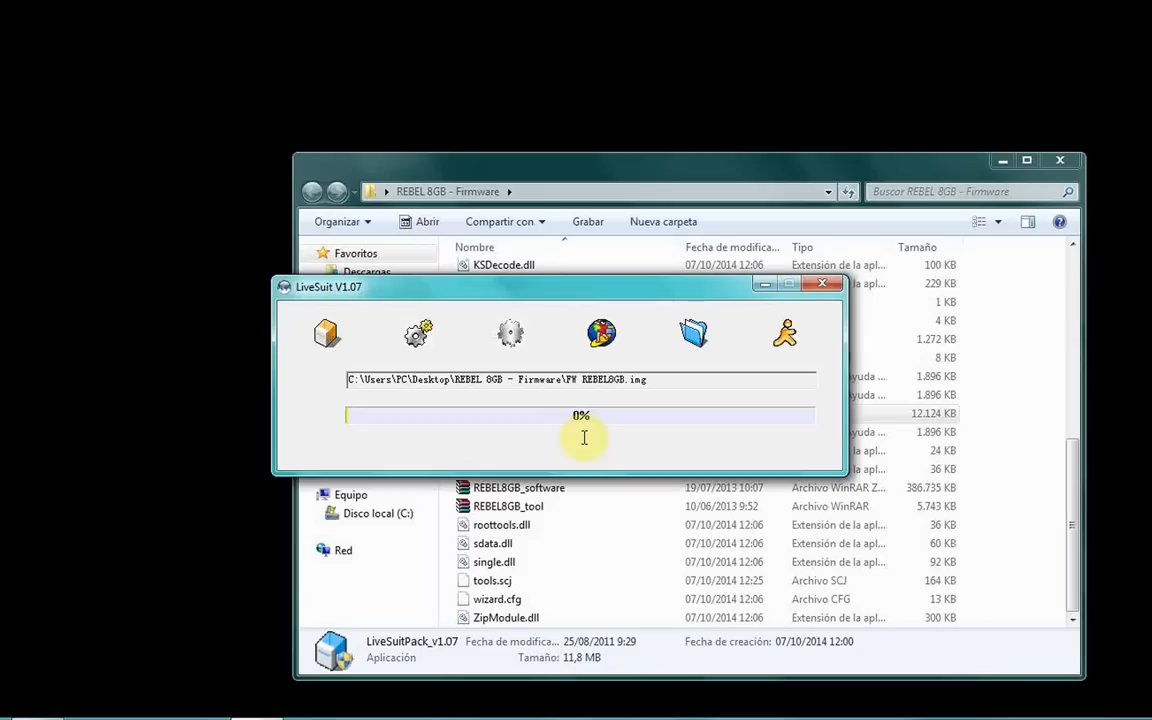 REBEL 8GB - Firmware
Buscar REBEL 8GB - Firmware
Organizar
Abrir
Compartir con
Grabar
Nueva carpeta
Favoritos
Descargas
Nombre
Fecha de modifica...
Tipo
Tamaño
KSDecode.dll
07/10/2014 12:06
Extensión de la apl...
100 KB
229 KB
1 KB
4 KB
1.272 KB
8 KB
1.896 KB
1.896 KB
12.124 KB
1.896 KB
24 KB
36 KB
LiveSuit V1.07
C:\Users\PC\Desktop\REBEL 8GB - Firmware\FW REBEL8GB.img
0%
Equipo
Disco local (C:)
Red
REBEL8GB_software 19/07/2013 10:07 Archivo WinRAR Z... 386.735 KB
REBEL8GB_tool 10/06/2013 9:52 Archivo WinRAR 5.743 KB
roottools.dll 07/10/2014 12:06 Extensión de la apl... 36 KB
sdata.dll 07/10/2014 12:06 Extensión de la apl... 60 KB
single.dll 07/10/2014 12:06 Extensión de la apl... 92 KB
tools.scj 07/10/2014 12:25 Archivo SCJ 164 KB
wizard.cfg 07/10/2014 12:06 Archivo CFG 13 KB
ZipModule.dll 07/10/2014 12:06 Extensión de la apl... 300 KB
LiveSuitPack_v1.07 Fecha de modifica... 25/08/2011 9:29 Fecha de creación: 07/10/2014 12:00
Aplicación Tamaño: 11,8 MB